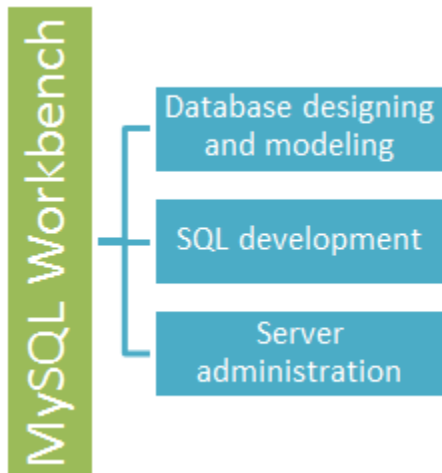 MySQL Workbench
Database designing
and modeling
SQL development
Server
administration